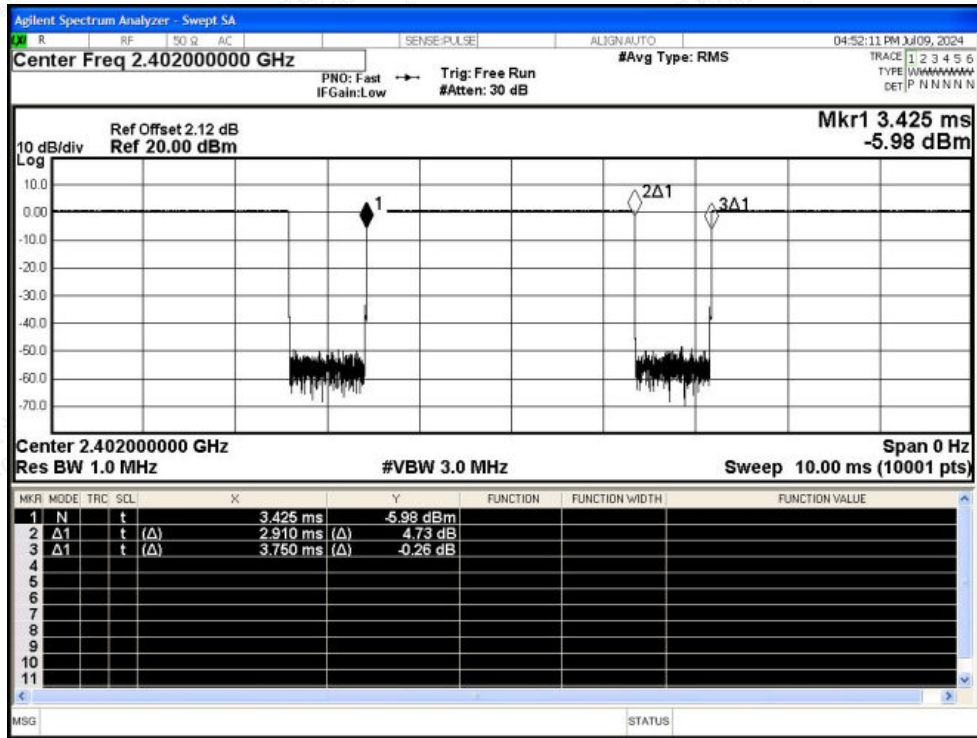 Agilent Spectrum Analyzer - Swept SA
LXI R RF 50 Ω AC SENSE:PULSE ALIGNAUTO 04:52:11 PM Jul 09, 2024
Center Freq 2.402000000 GHz #Avg Type: RMS TRACE 1 2 3 4 5 6
PNO: Fast Trig: Free Run TYPE WWWWWW
IFGain:Low #Atten: 30 dB DET P N N N N N
Mkr1 3.425 ms
Ref Offset 2.12 dB
10 dB/div Ref 20.00 dBm -5.98 dBm
Log
10.0
2Δ1
0.00 1 3Δ1
-10.0
-20.0
-30.0
-40.0
-50.0
-60.0
-70.0
Center 2.402000000 GHz Span 0 Hz
Res BW 1.0 MHz #VBW 3.0 MHz Sweep 10.00 ms (10001 pts)
MKR MODE TRC SCL X Y FUNCTION FUNCTION WIDTH FUNCTION VALUE
1 N t 3.425 ms -5.98 dBm
2 Δ1 t (Δ) 2.910 ms (Δ) 4.73 dB
3 Δ1 t (Δ) 3.750 ms (Δ) -0.26 dB
4
5
6
7
8
9
10
11
MSG STATUS